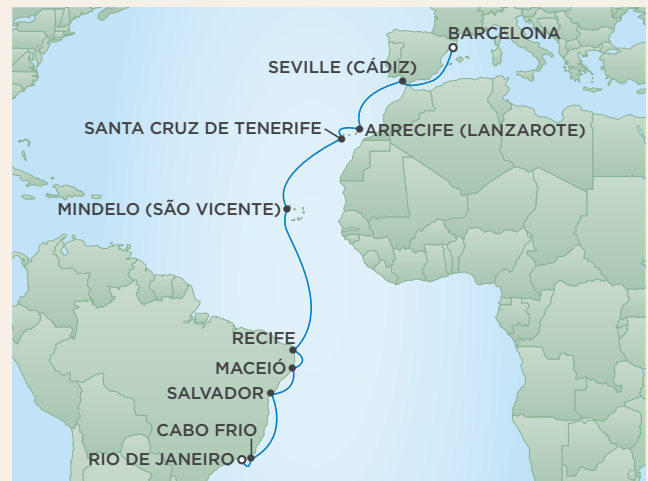 BARCELONA
SEVILLE (CÁDIZ)
SANTA CRUZ DE TENERIFE
ARRECIFE (LANZAROTE)
MINDELO (SÃO VICENTE)
RECIFE
MACEIÓ
SALVADOR
CABO FRIO
RIO DE JANEIRO